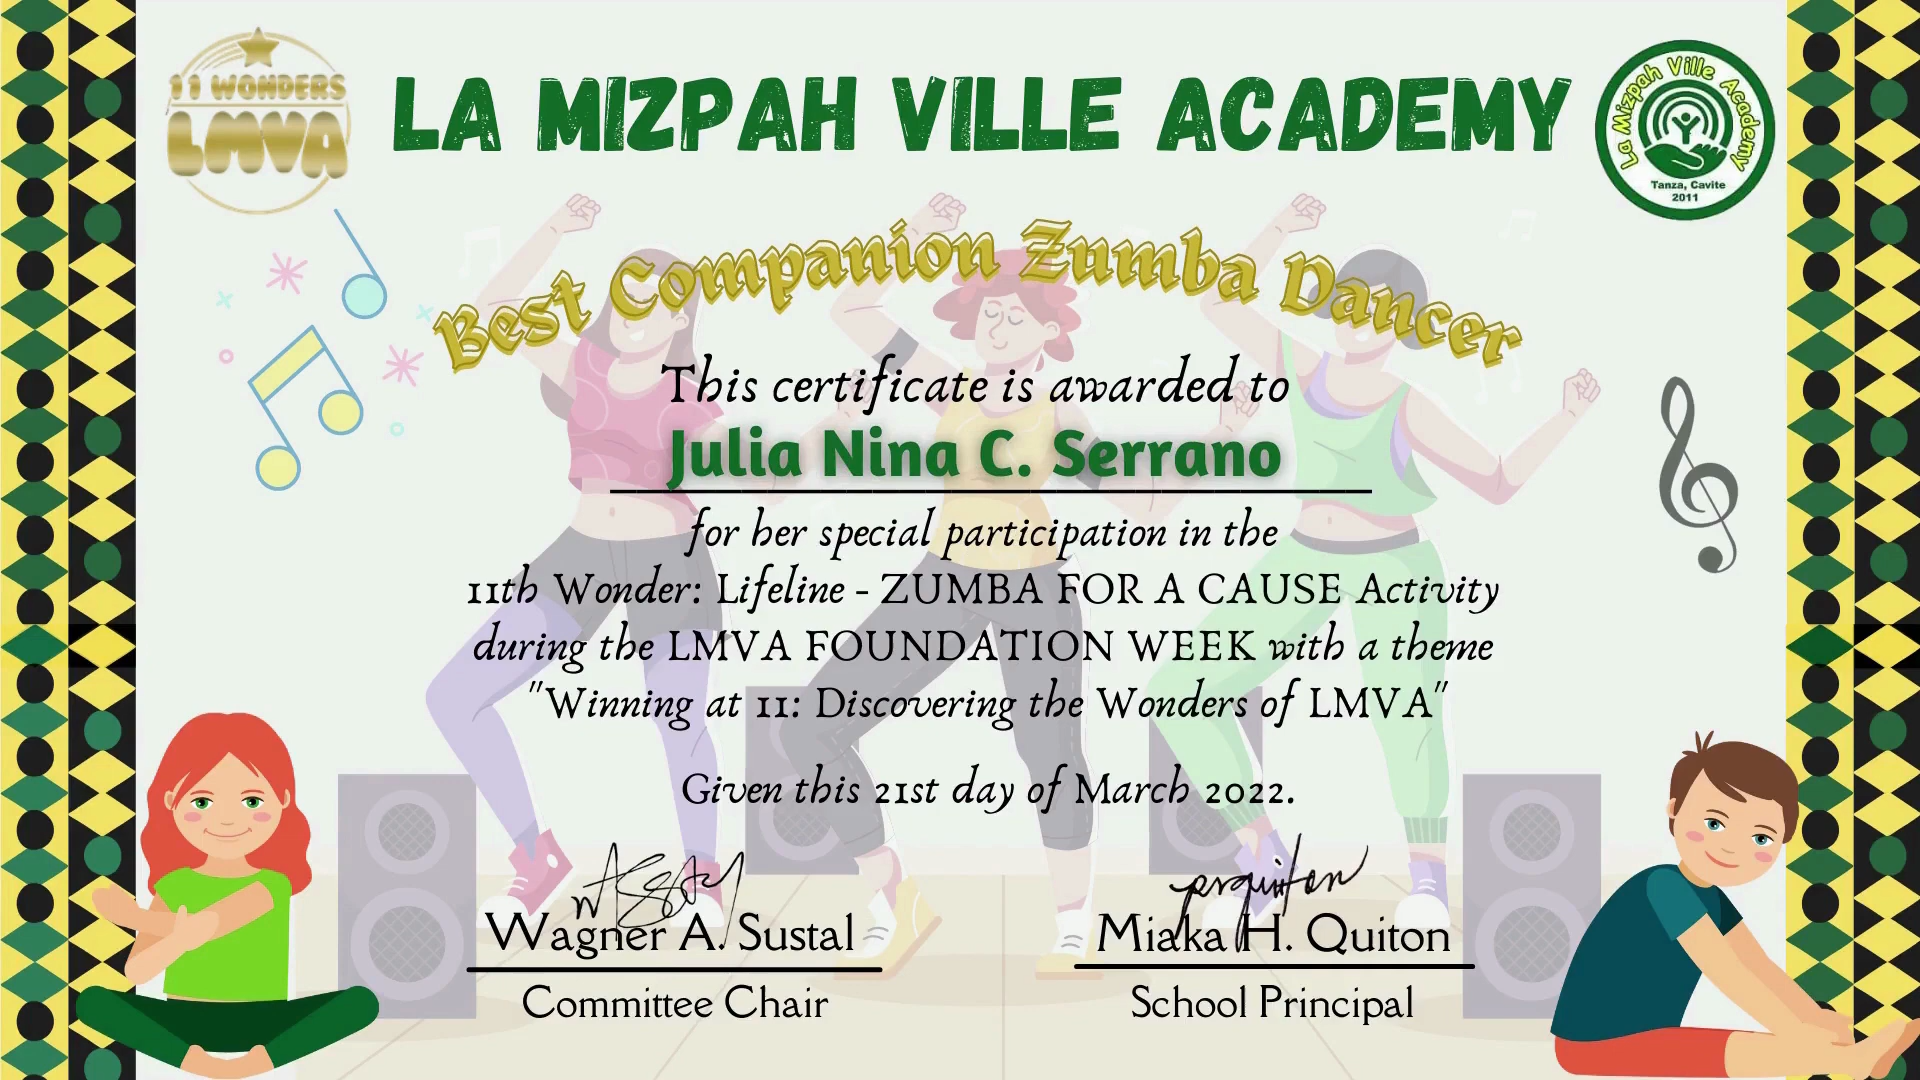 11 WONDERS
LMVA
LA MIZPAH VILLE ACADEMY
La Mizpah Ville Academy
Tanza, Cavite
2011
Best Companion Zumba Dancer
This certificate is awarded to
Julia Nina C. Serrano
for her special participation in the
11th Wonder: Lifeline - ZUMBA FOR A CAUSE Activity
during the LMVA FOUNDATION WEEK with a theme
"Winning at 11: Discovering the Wonders of LMVA"
Given this 21st day of March 2022.
Wagner A. Sustal
Committee Chair
Miaka H. Quiton
School Principal